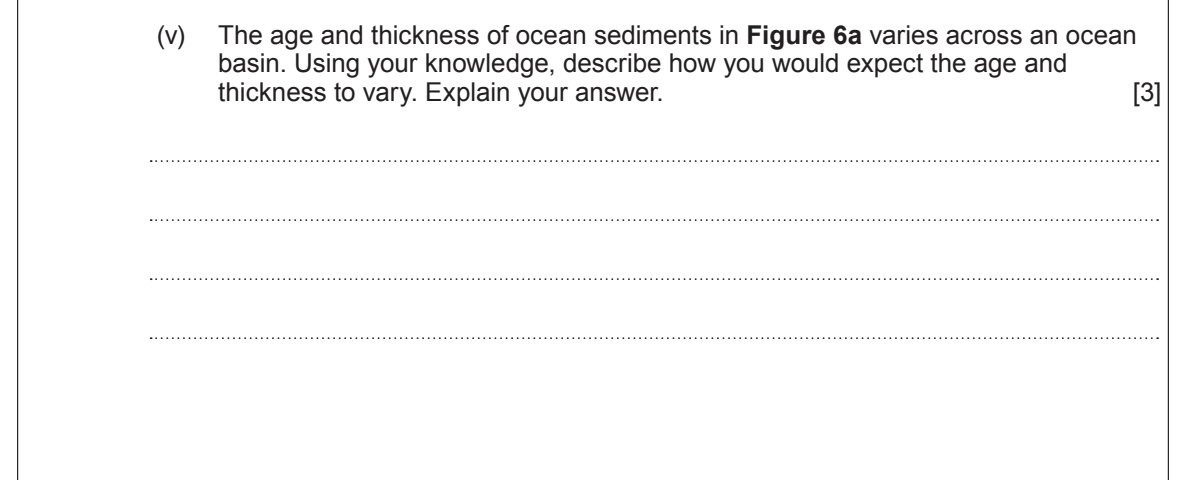 (v) The age and thickness of ocean sediments in Figure 6a varies across an ocean
basin. Using your knowledge, describe how you would expect the age and
thickness to vary. Explain your answer. [3]